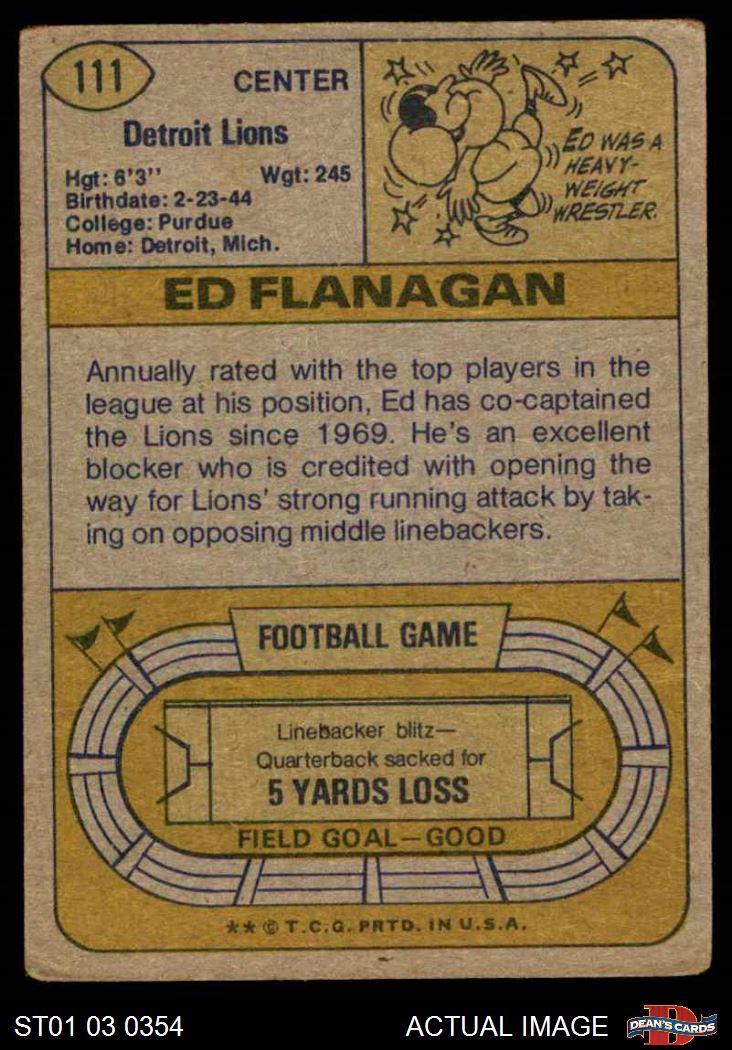 111
CENTER
Detroit Lions
Hgt: 6'3'' Wgt: 245
Birthdate: 2-23-44
College: Purdue
Home: Detroit, Mich.
ED WAS A
HEAVY-
WEIGHT
WRESTLER.
ED FLANAGAN
Annually rated with the top players in the
league at his position, Ed has co-captained
the Lions since 1969. He's an excellent
blocker who is credited with opening the
way for Lions' strong running attack by tak-
ing on opposing middle linebackers.
FOOTBALL GAME
Linebacker blitz—
Quarterback sacked for
5 YARDS LOSS
FIELD GOAL—GOOD
** © T.C.G. PRTD. IN U.S.A.
ST01 03 0354
ACTUAL IMAGE
D
DEAN'S CARDS